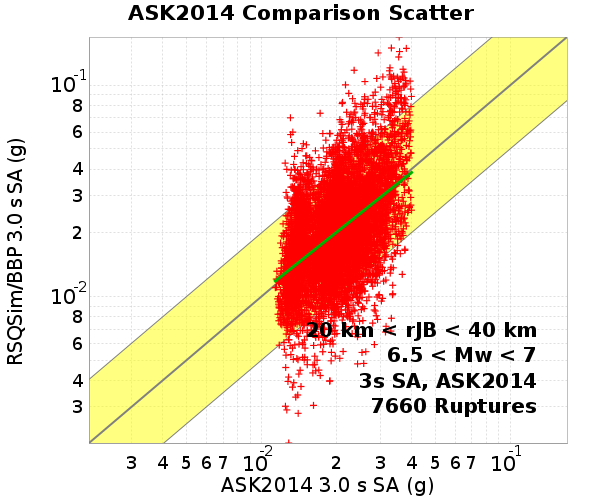 ASK2014 Comparison Scatter
RSQSim/BBP 3.0 s SA (g)
10-1
8
6
4
3
2
10-2
8
6
4
3
20 km < rJB < 40 km
6.5 < Mw < 7
3s SA, ASK2014
7660 Ruptures
3 4 5 6 7 10-2 2 3 4 5 6 7 10-1
ASK2014 3.0 s SA (g)